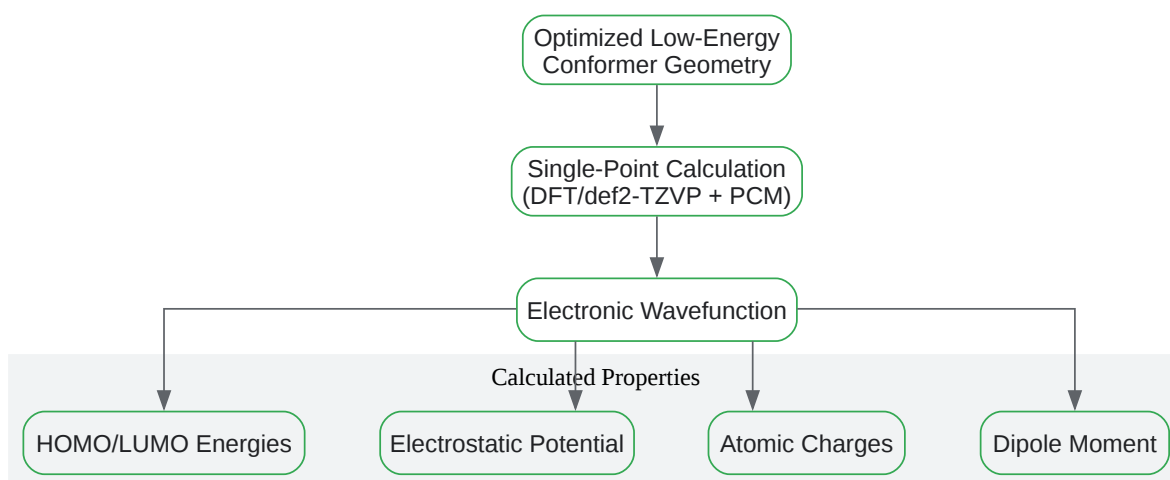 Optimized Low-Energy
Conformer Geometry
Single-Point Calculation
(DFT/def2-TZVP + PCM)
Electronic Wavefunction
Calculated Properties
HOMO/LUMO Energies
Electrostatic Potential
Atomic Charges
Dipole Moment